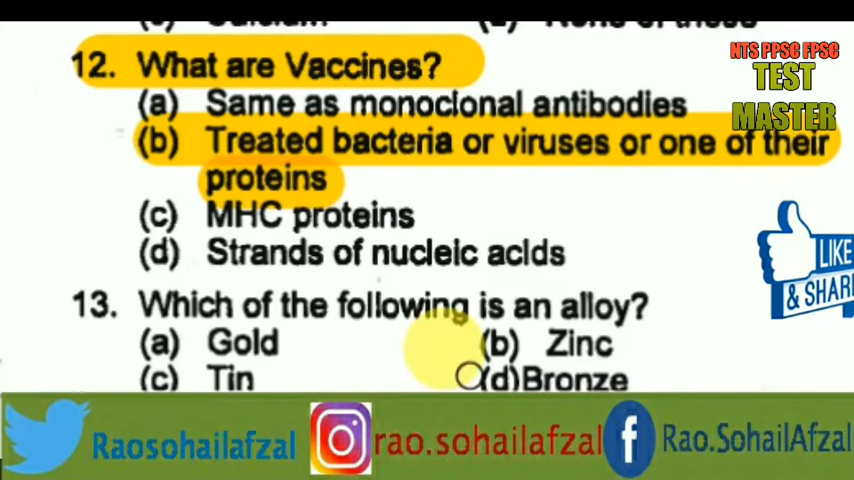 (c) Calcium (d) None of these
NTS PPSC FPSC
TEST
MASTER
12. What are Vaccines?
(a) Same as monoclonal antibodies
(b) Treated bacteria or viruses or one of their
proteins
(c) MHC proteins
(d) Strands of nucleic acids
LIKE
& SHARE
13. Which of the following is an alloy?
(a) Gold (b) Zinc
(c) Tin (d) Bronze
Raosohailafzal rao.sohailafzal Rao.SohailAfzal